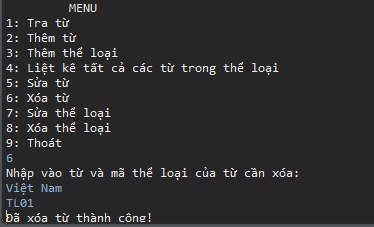 MENU
1: Tra từ
2: Thêm từ
3: Thêm thể loại
4: Liệt kê tất cả các từ trong thể loại
5: Sửa từ
6: Xóa từ
7: Sửa thể loại
8: Xóa thể loại
9: Thoát
6
Nhập vào từ và mã thể loại của từ cần xóa:
Việt Nam
TL01
Đã xóa từ thành công!